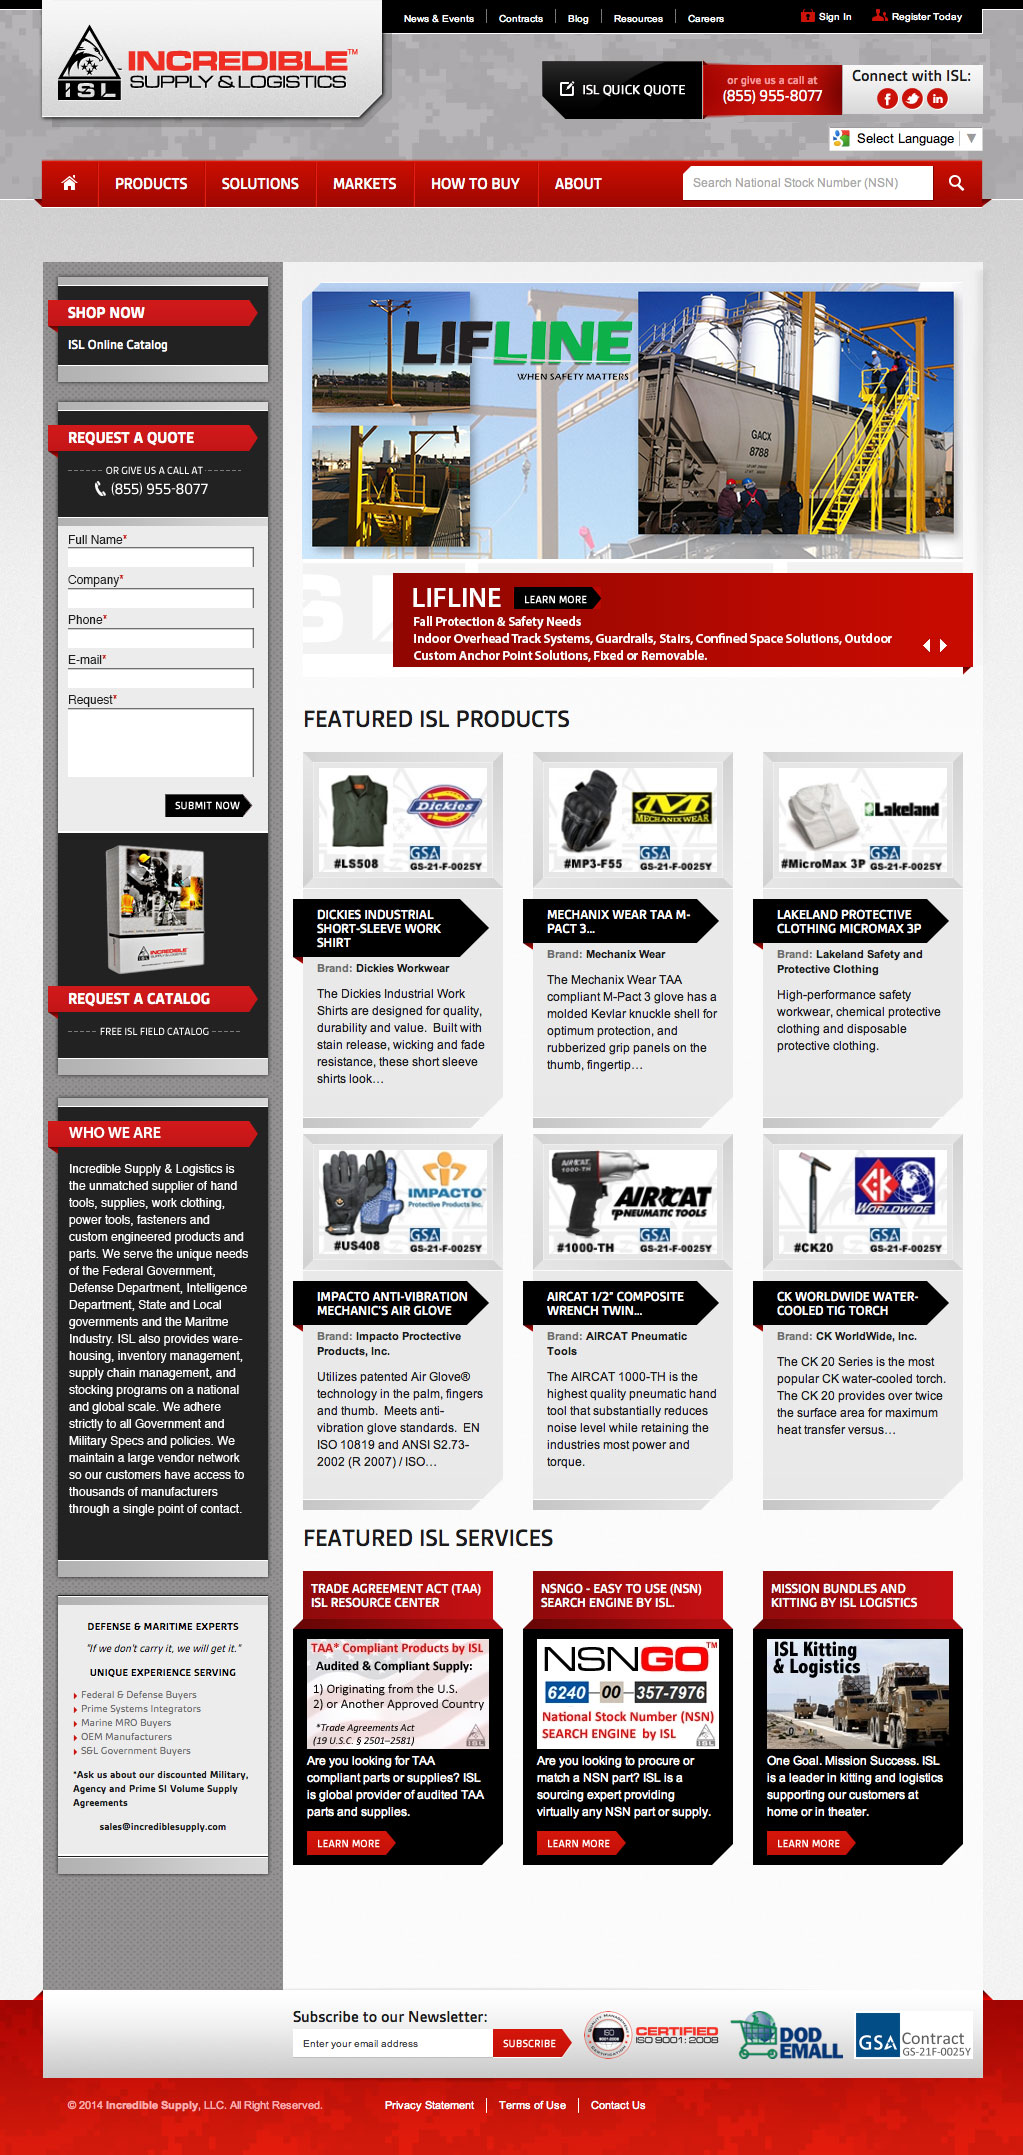 News & Events
Contracts
Blog
Resources
Careers
Sign In
Register Today
ISL
INCREDIBLE™
SUPPLY & LOGISTICS
ISL QUICK QUOTE
or give us a call at
(855) 955-8077
Connect with ISL:
Select Language ▼
PRODUCTS
SOLUTIONS
MARKETS
HOW TO BUY
ABOUT
Search National Stock Number (NSN)
SHOP NOW
ISL Online Catalog
REQUEST A QUOTE
OR GIVE US A CALL AT
(855) 955-8077
Full Name*
Company*
Phone*
E-mail*
Request*
SUBMIT NOW
INCREDIBLE
SUPPLY & LOGISTICS
REQUEST A CATALOG
FREE ISL FIELD CATALOG
WHO WE ARE
Incredible Supply & Logistics is
the unmatched supplier of hand
tools, supplies, work clothing,
power tools, fasteners and
custom engineered products and
parts. We serve the unique needs
of the Federal Government,
Defense Department, Intelligence
Department, State and Local
governments and the Maritme
Industry. ISL also provides ware-
housing, inventory management,
supply chain management, and
stocking programs on a national
and global scale. We adhere
strictly to all Government and
Military Specs and policies. We
maintain a large vendor network
so our customers have access to
thousands of manufacturers
through a single point of contact.
DEFENSE & MARITIME EXPERTS
"If we don't carry it, we will get it."
UNIQUE EXPERIENCE SERVING
Federal & Defense Buyers
Prime Systems Integrators
Marine MRO Buyers
OEM Manufacturers
S&L Government Buyers
*Ask us about our discounted Military,
Agency and Prime SI Volume Supply
Agreements
sales@incrediblesupply.com
LIFLINE
WHEN SAFETY MATTERS
GACX
8788
LIFLINE
LEARN MORE
Fall Protection & Safety Needs
Indoor Overhead Track Systems, Guardrails, Stairs, Confined Space Solutions, Outdoor
Custom Anchor Point Solutions, Fixed or Removable.
FEATURED ISL PRODUCTS
Dickies
#LS508
GSA
GS-21-F-0025Y
DICKIES INDUSTRIAL
SHORT-SLEEVE WORK
SHIRT
Brand: Dickies Workwear
The Dickies Industrial Work
Shirts are designed for quality,
durability and value.  Built with
stain release, wicking and fade
resistance, these short sleeve
shirts look…
MECHANIX WEAR
#MP3-F55
GSA
GS-21-F-0025Y
MECHANIX WEAR TAA M-
PACT 3...
Brand: Mechanix Wear
The Mechanix Wear TAA
compliant M-Pact 3 glove has a
molded Kevlar knuckle shell for
optimum protection, and
rubberized grip panels on the
thumb, fingertip…
Lakeland
#MicroMax 3P
GSA
GS-21-F-0025Y
LAKELAND PROTECTIVE
CLOTHING MICROMAX 3P
Brand: Lakeland Safety and
Protective Clothing
High-performance safety
workwear, chemical protective
clothing and disposable
protective clothing.
IMPACTO™
Protective Products Inc.
#US408
GSA
GS-21-F-0025Y
IMPACTO ANTI-VIBRATION
MECHANIC'S AIR GLOVE
Brand: Impacto Proctective
Products, Inc.
Utilizes patented Air Glove®
technology in the palm, fingers
and thumb.  Meets anti-
vibration glove standards.  EN
ISO 10819 and ANSI S2.73-
2002 (R 2007) / ISO…
AIRCAT
1000-TH
AIRCAT
PNEUMATIC TOOLS
#1000-TH
GSA
GS-21-F-0025Y
AIRCAT 1/2" COMPOSITE
WRENCH TWIN...
Brand: AIRCAT Pneumatic
Tools
The AIRCAT 1000-TH is the
highest quality pneumatic hand
tool that substantially reduces
noise level while retaining the
industries most power and
torque.
CK
WORLDWIDE
#CK20
GSA
GS-21-F-0025Y
CK WORLDWIDE WATER-
COOLED TIG TORCH
Brand: CK WorldWide, Inc.
The CK 20 Series is the most
popular CK water-cooled torch.
The CK 20 provides over twice
the surface area for maximum
heat transfer versus…
FEATURED ISL SERVICES
TRADE AGREEMENT ACT (TAA)
ISL RESOURCE CENTER
TAA* Compliant Products by ISL
Audited & Compliant Supply:
1) Originating from the U.S.
2) or Another Approved Country
*Trade Agreements Act
(19 U.S.C. § 2501–2581)
ISL
Are you looking for TAA
compliant parts or supplies? ISL
is global provider of audited TAA
parts and supplies.
LEARN MORE
NSNGO - EASY TO USE (NSN)
SEARCH ENGINE BY ISL.
NSNGO™
6240 — 00 — 357-7976
National Stock Number (NSN)
SEARCH ENGINE by ISL
ISL
Are you looking to procure or
match a NSN part? ISL is a
sourcing expert providing
virtually any NSN part or supply.
LEARN MORE
MISSION BUNDLES AND
KITTING BY ISL LOGISTICS
ISL Kitting
& Logistics
One Goal. Mission Success. ISL
is a leader in kitting and logistics
supporting our customers at
home or in theater.
LEARN MORE
Subscribe to our Newsletter:
Enter your email address
SUBSCRIBE
ISO
9001:2008
CERTIFIED
ISO 9001: 2008
DOD
EMALL
GSA
Contract
GS-21F-0025Y
© 2014 Incredible Supply, LLC. All Right Reserved.
Privacy Statement
Terms of Use
Contact Us